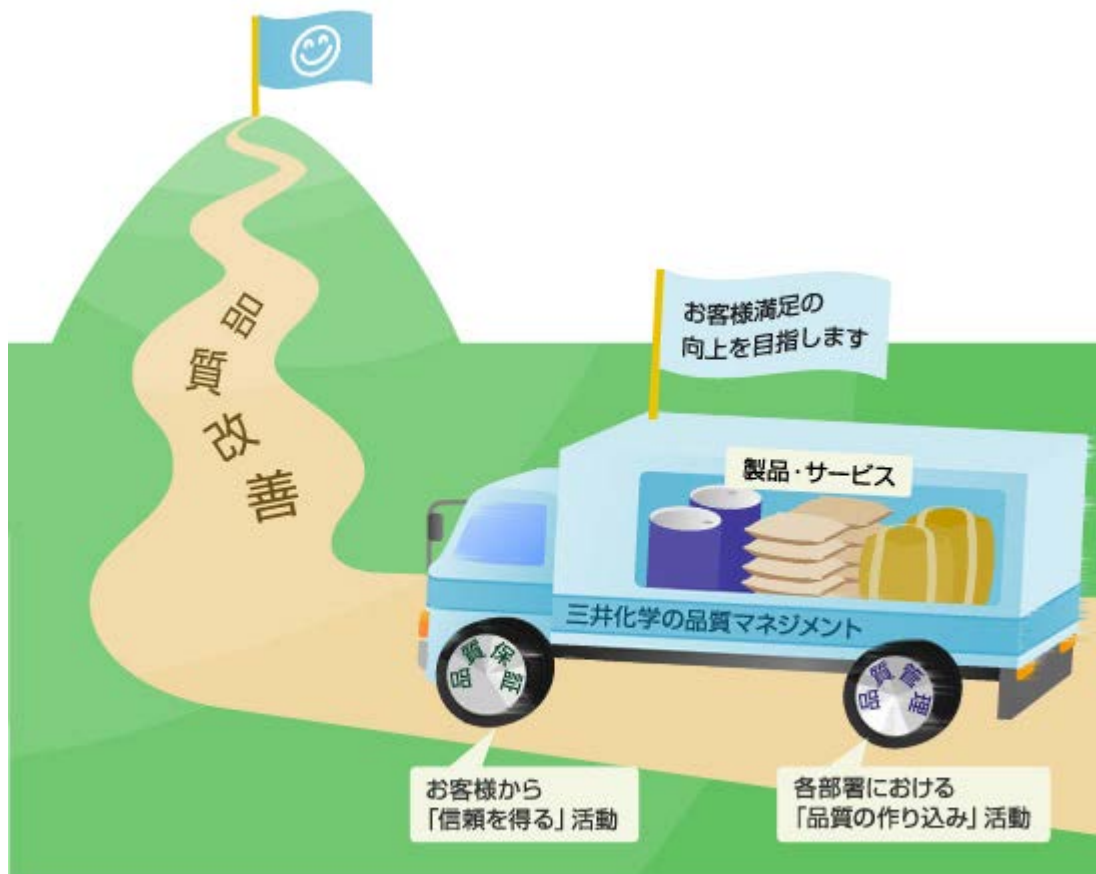 品質改善
お客様満足の
向上を目指します
製品・サービス
三井化学の品質マネジメント
品質保証
品質管理
お客様から
「信頼を得る」活動
各部署における
「品質の作り込み」活動